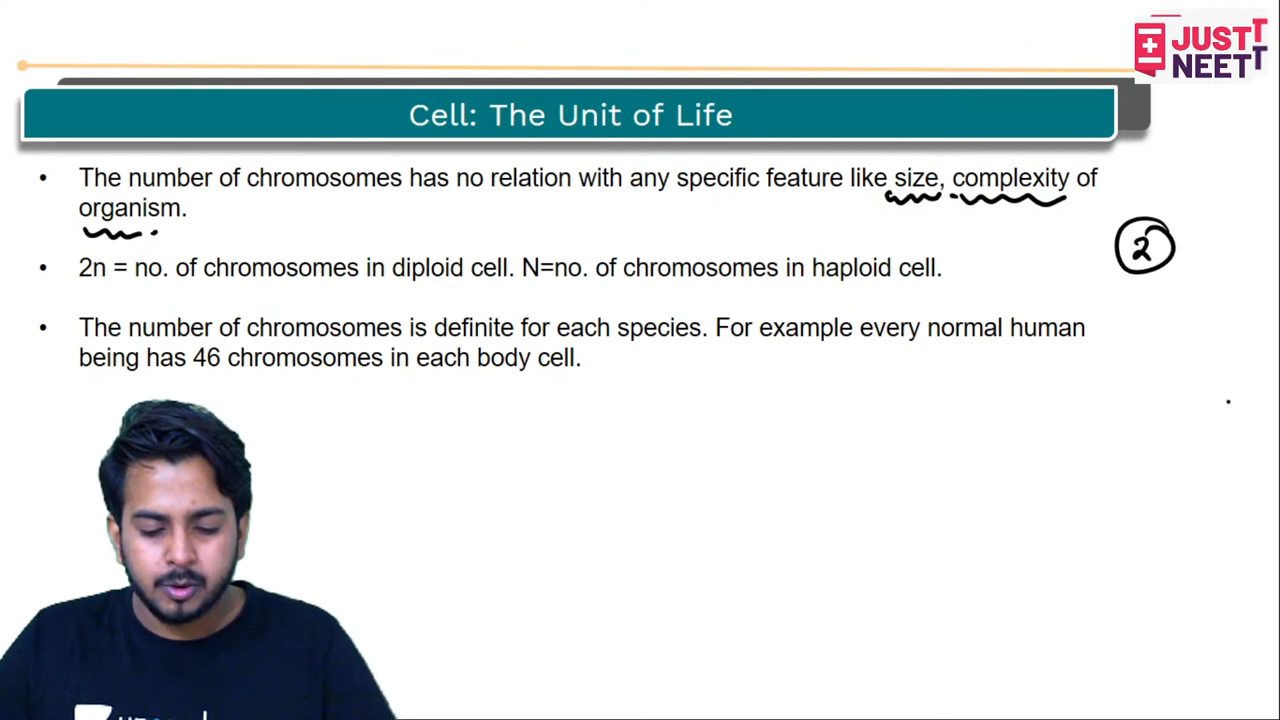 JUST
NEET
Cell: The Unit of Life
• The number of chromosomes has no relation with any specific feature like size, complexity of
organism.
2
• 2n = no. of chromosomes in diploid cell. N=no. of chromosomes in haploid cell.
• The number of chromosomes is definite for each species. For example every normal human
being has 46 chromosomes in each body cell.